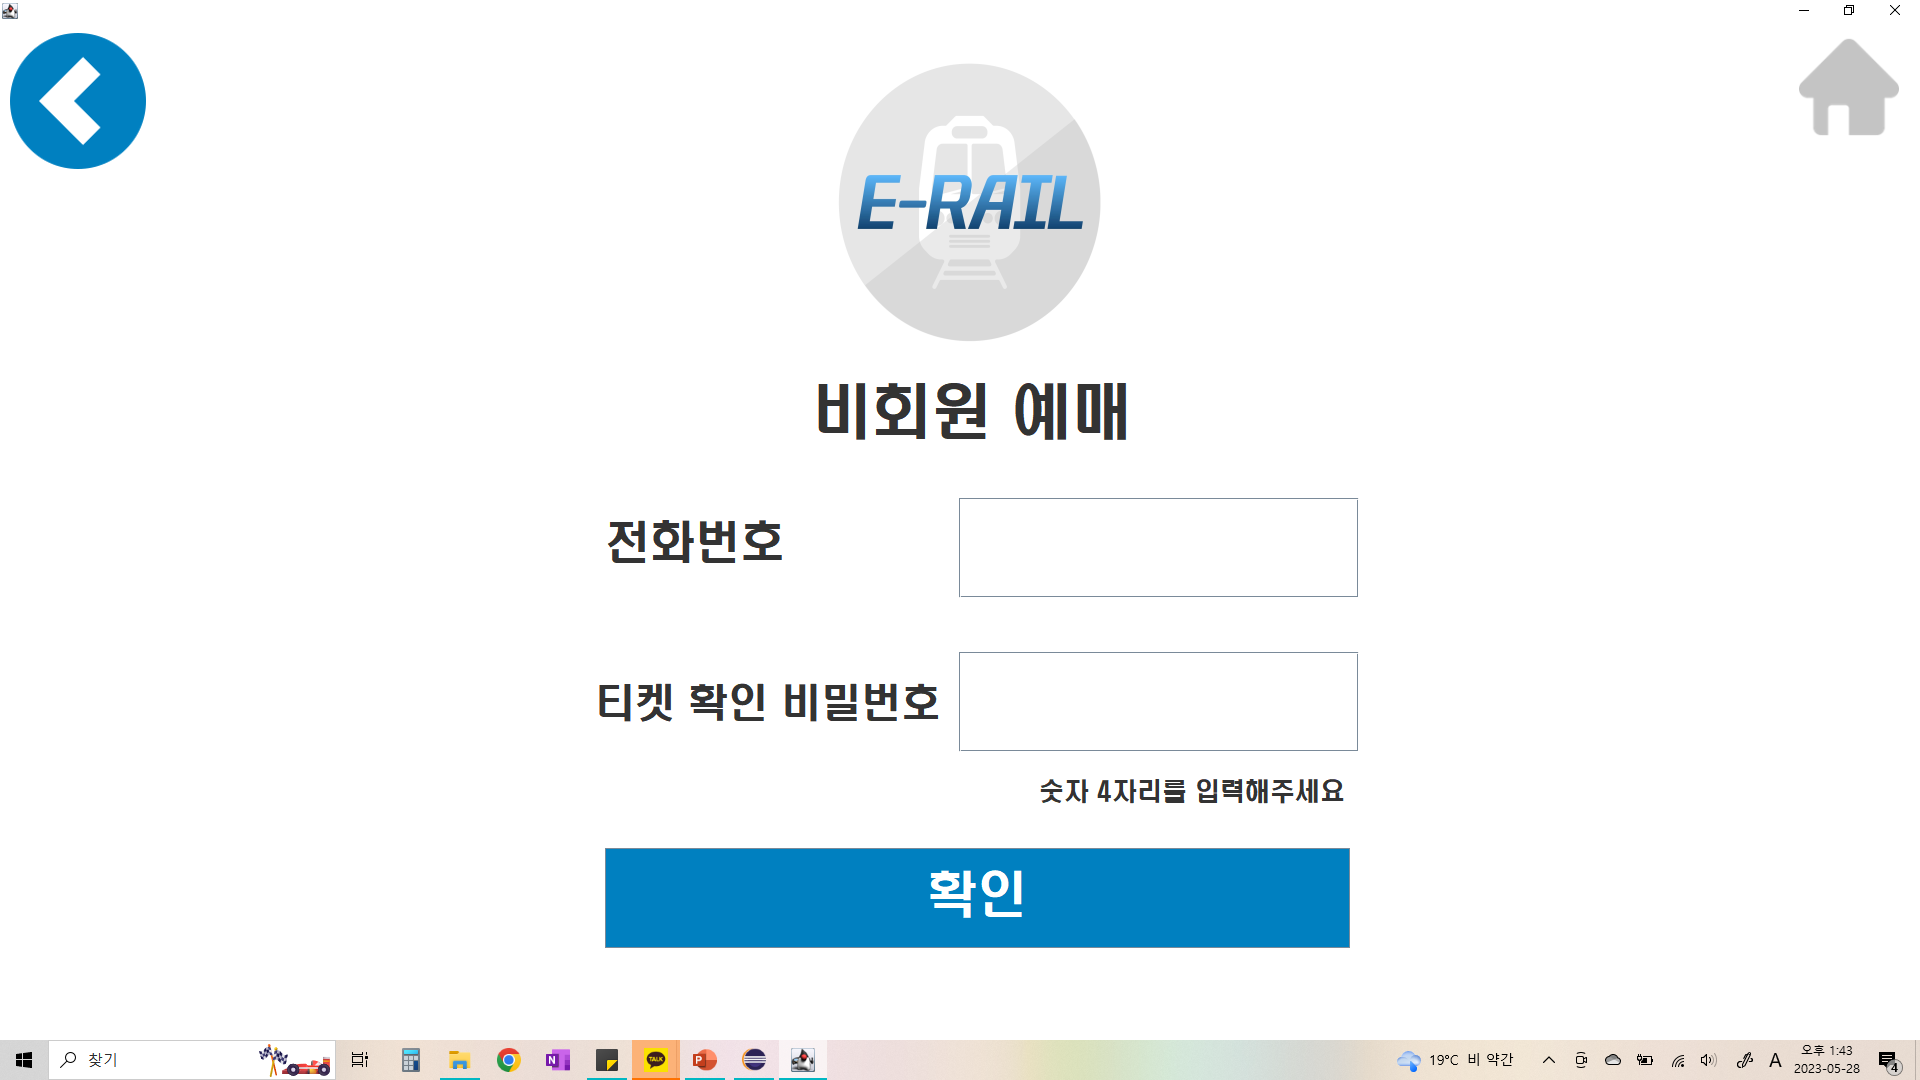 E-RAIL
비회원 예매
전화번호
티켓 확인 비밀번호
숫자 4자리를 입력해주세요
확인
찾기
N
TALK
P
19°C 비 약간
A
오후 1:43
2023-05-28
4